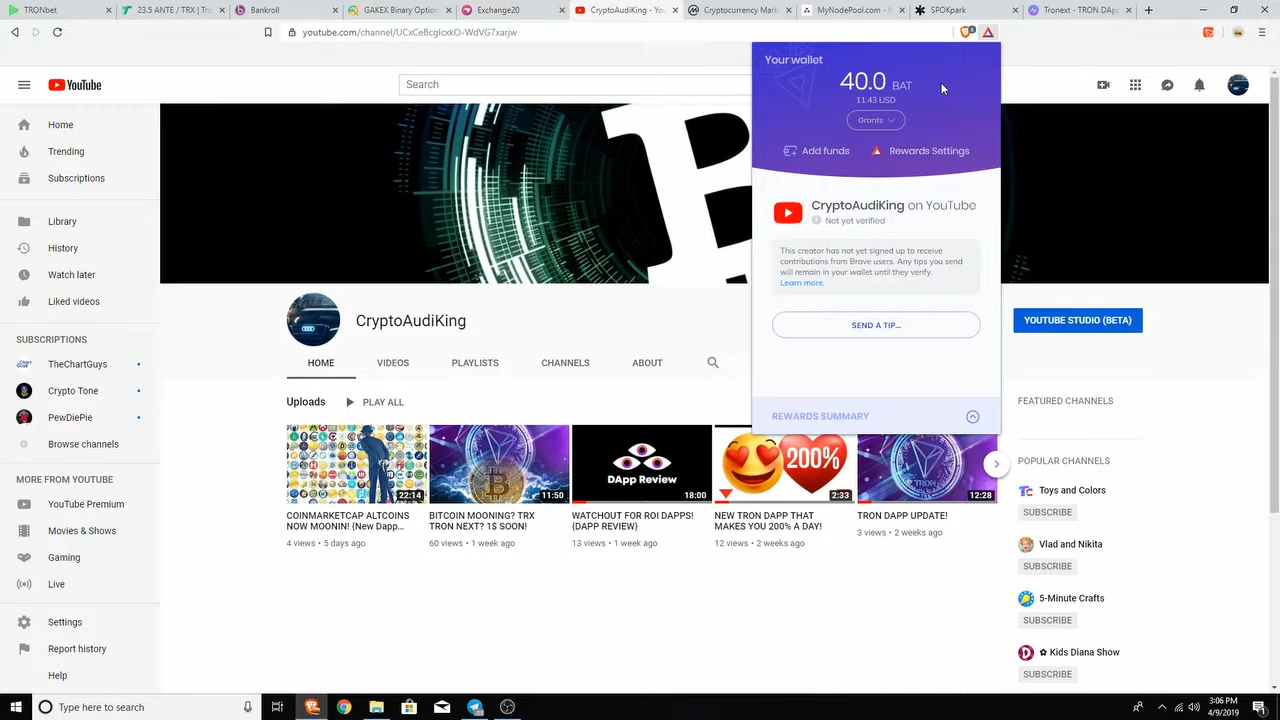 TRONbet
23.5 ANTE / TRX | Tro
Bankroll
GAKEX Binary Options
Exchange20
CryptoAudiKing - You
Cryptocurrency Market
MyNodePool.com - M
SPOKpark
Tronext - Tron DApp
youtube.com/channel/UCxCeBcgIcxkO-WdVG7xarjw
YouTube
Search
Home
Trending
Subscriptions
Library
History
Watch later
Liked videos
SUBSCRIPTIONS
TheChartGuys
Crypto Tone
PewDiePie
Browse channels
MORE FROM YOUTUBE
YouTube Premium
Movies & Shows
Gaming
Live
Settings
Report history
Help
CryptoAudiKing
YOUTUBE STUDIO (BETA)
HOME
VIDEOS
PLAYLISTS
CHANNELS
ABOUT
Uploads
PLAY ALL
22:14
COINMARKETCAP ALTCOINS
NOW MOONIN! {New Dapp...
4 views • 5 days ago
11:50
BITCOIN MOONING? TRX
TRON NEXT? 1$ SOON!
60 views • 1 week ago
DApp Review
18:00
WATCHOUT FOR ROI DAPPS!
{DAPP REVIEW}
13 views • 1 week ago
200%
2:33
NEW TRON DAPP THAT
MAKES YOU 200% A DAY!
12 views • 2 weeks ago
TRON
12:28
TRON DAPP UPDATE!
3 views • 2 weeks ago
Your wallet
40.0 BAT
11.43 USD
Grants
Add funds
Rewards Settings
CryptoAudiKing on YouTube
Not yet verified
This creator has not yet signed up to receive
contributions from Brave users. Any tips you send
will remain in your wallet until they verify.
Learn more.
SEND A TIP...
REWARDS SUMMARY
FEATURED CHANNELS
POPULAR CHANNELS
Toys and Colors
SUBSCRIBE
Vlad and Nikita
SUBSCRIBE
5-Minute Crafts
SUBSCRIBE
✿ Kids Diana Show
SUBSCRIBE
Type here to search
3:06 PM
4/9/2019